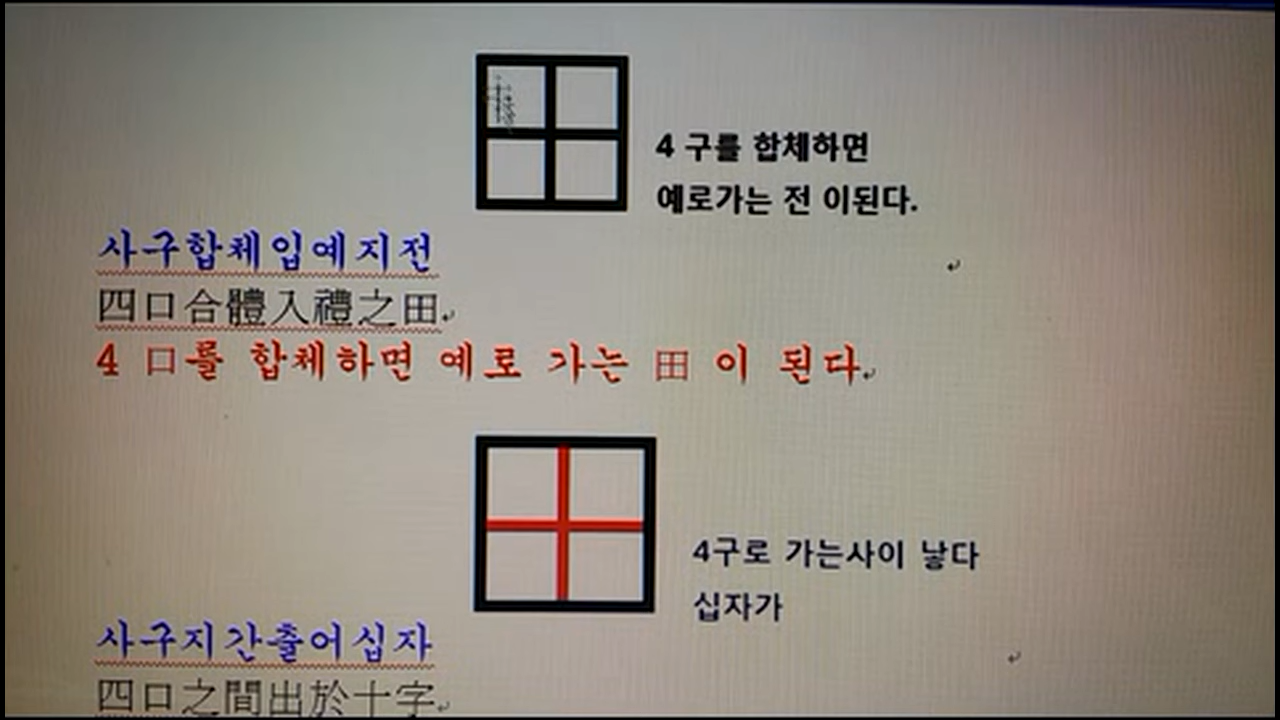 4 구를 합체하면
예로가는 전 이된다.
사구합체입예지전
四口合體入禮之田
4 口를 합체하면 예로 가는 田 이 된다
4구로 가는사이 낳다
십자가
사구지간출어십자
四口之間出於十字